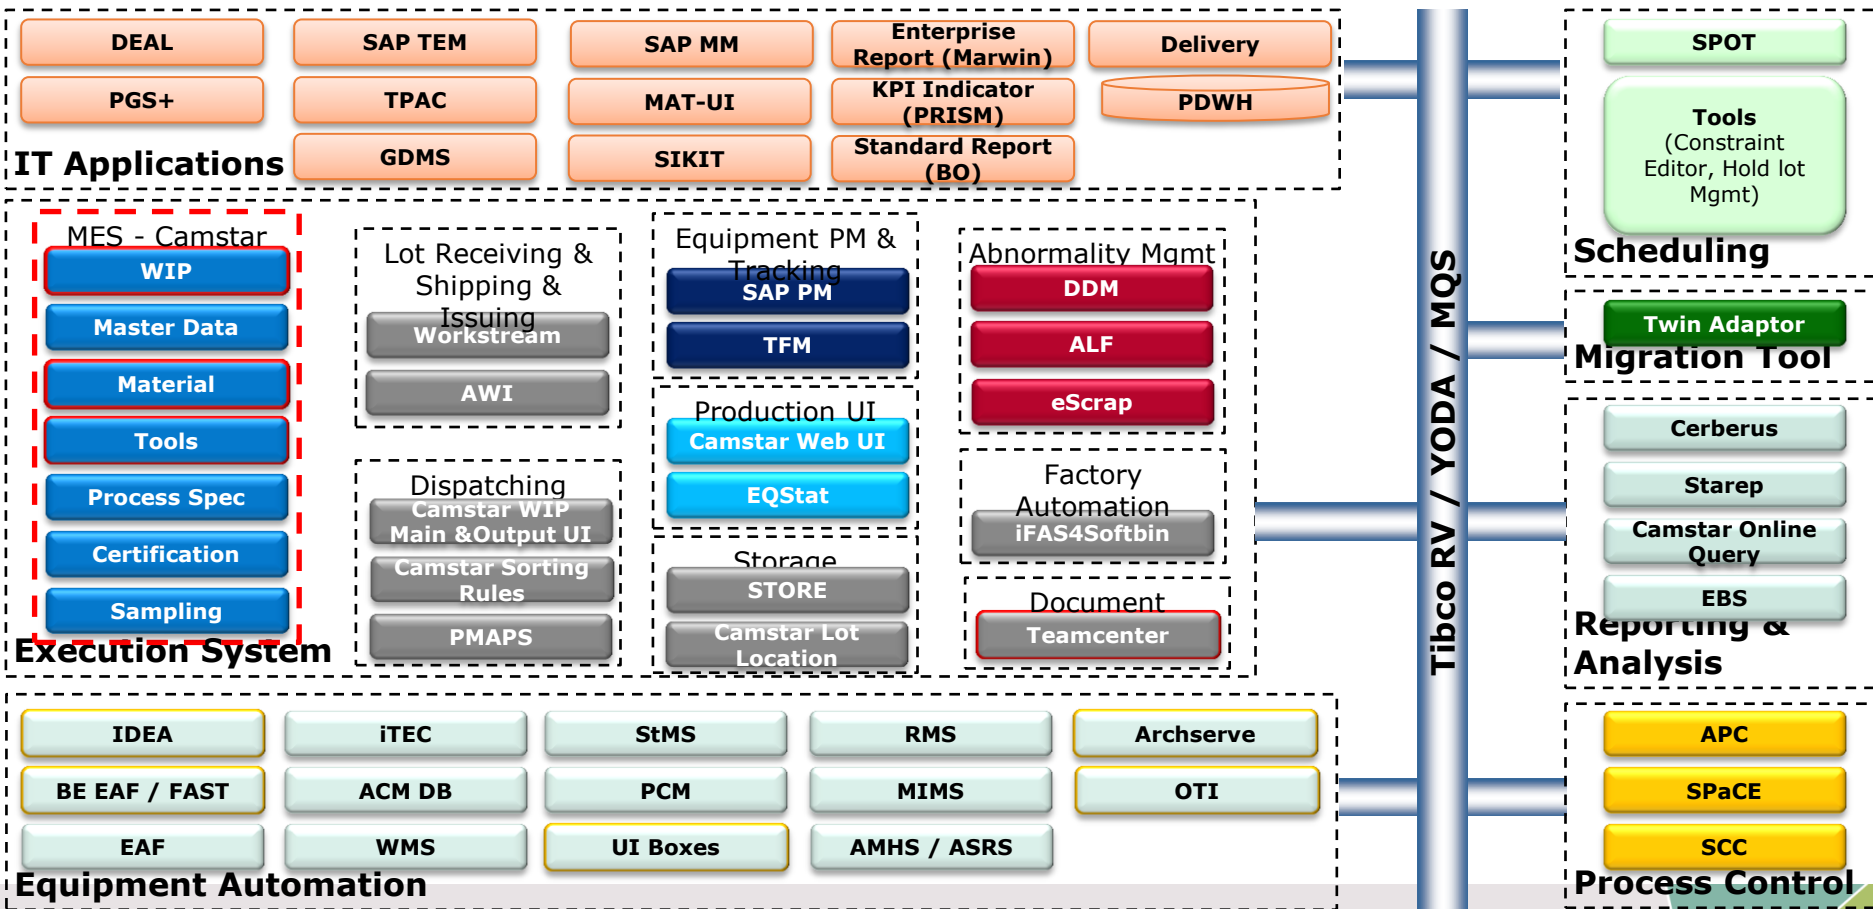 DEAL
SAP TEM
SAP MM
Enterprise
Report (Marwin)
Delivery
PGS+
TPAC
MAT-UI
KPI Indicator
(PRISM)
PDWH
GDMS
SIKIT
Standard Report
(BO)
IT Applications
MES - Camstar
WIP
Master Data
Material
Tools
Process Spec
Certification
Sampling
Execution System
Lot Receiving &
Shipping &
Issuing
Workstream
AWI
Dispatching
Camstar WIP
Main &Output UI
Camstar Sorting
Rules
PMAPS
Equipment PM &
Tracking
SAP PM
TFM
Production UI
Camstar Web UI
EQStat
Storage
STORE
Camstar Lot
Location
Abnormality Mgmt
DDM
ALF
eScrap
Factory
Automation
iFAS4Softbin
Document
Teamcenter
IDEA
iTEC
StMS
RMS
Archserve
BE EAF / FAST
ACM DB
PCM
MIMS
OTI
EAF
WMS
UI Boxes
AMHS / ASRS
Equipment Automation
Tibco RV / YODA / MQS
SPOT
Tools
(Constraint
Editor, Hold lot
Mgmt)
Scheduling
Twin Adaptor
Migration Tool
Cerberus
Starep
Camstar Online
Query
EBS
Reporting &
Analysis
APC
SPaCE
SCC
Process Control